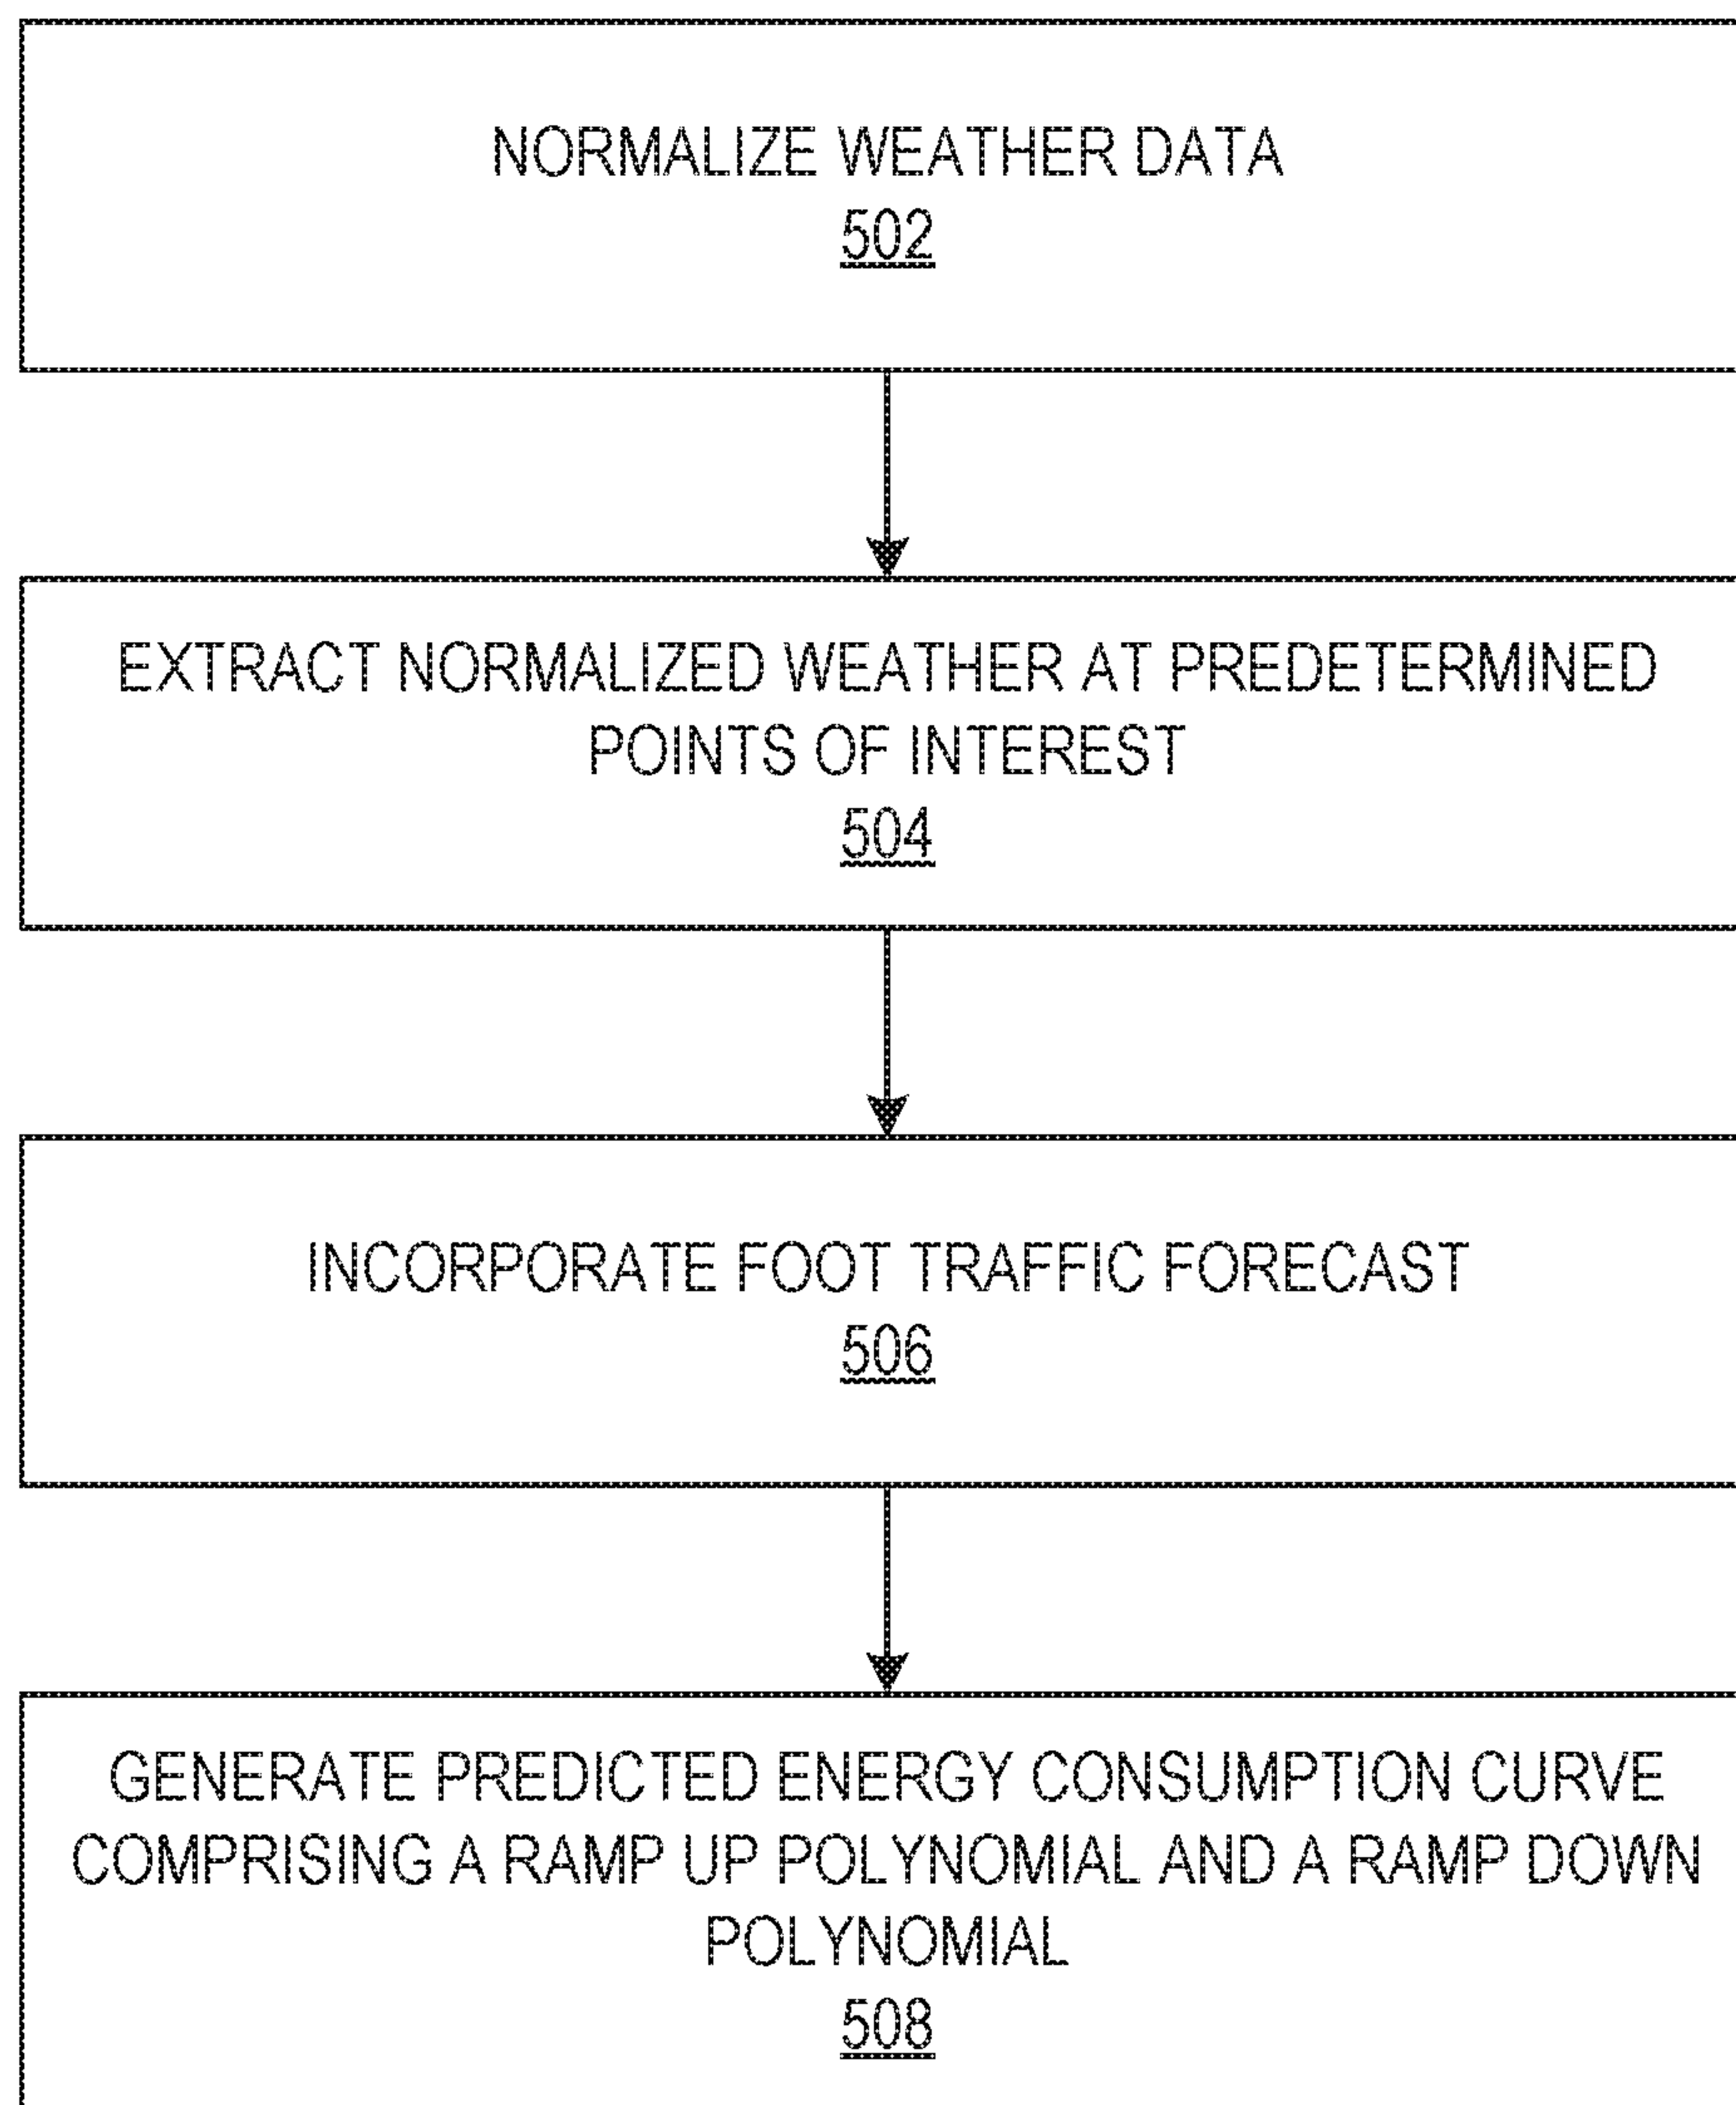 NORMALIZE WEATHER DATA
502
EXTRACT NORMALIZED WEATHER AT PREDETERMINED
POINTS OF INTEREST
504
INCORPORATE FOOT TRAFFIC FORECAST
506
GENERATE PREDICTED ENERGY CONSUMPTION CURVE
COMPRISING A RAMP UP POLYNOMIAL AND A RAMP DOWN
POLYNOMIAL
508